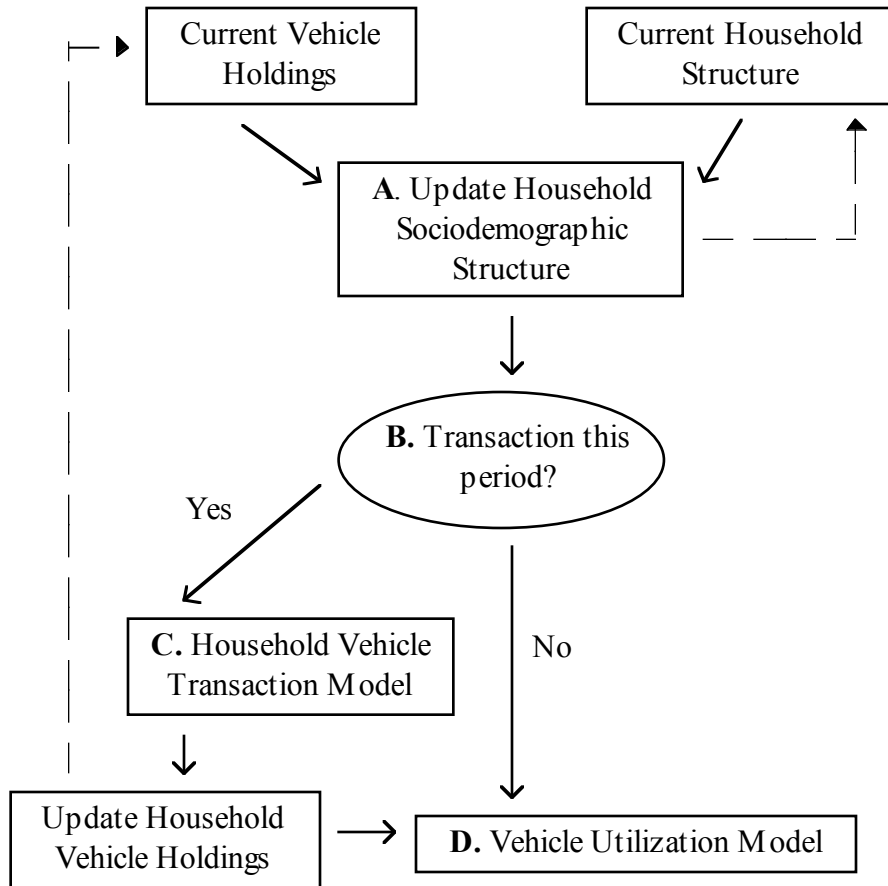 Current Vehicle
Holdings
Current Household
Structure
A. Update Household
Sociodemographic
Structure
B. Transaction this
period?
Yes
No
C. Household Vehicle
Transaction Model
Update Household
Vehicle Holdings
D. Vehicle Utilization Model